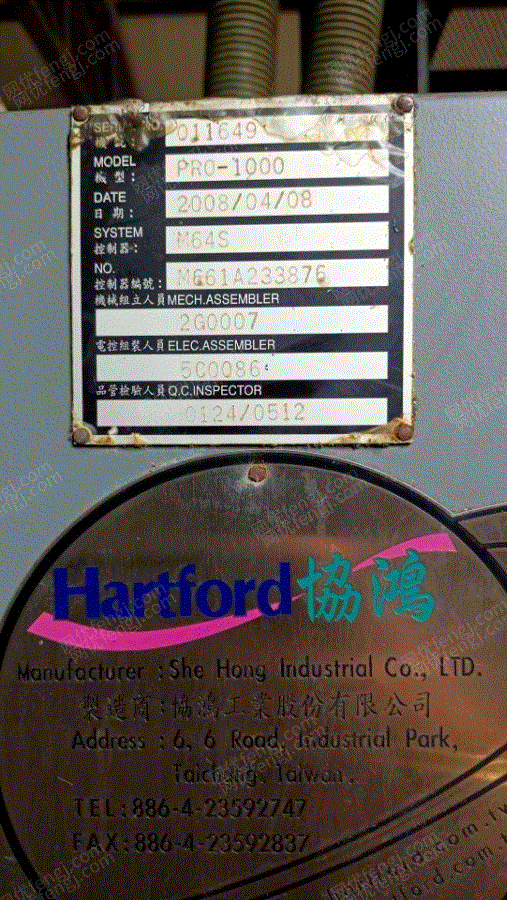 SERIAL NO. 011649
MODEL PRO-1000
機型:
DATE 2008/04/08
日期:
SYSTEM M64S
控制器:
NO. M661A233876
控制器編號:
機械組立人員 MECH.ASSEMBLER
2G0007
電控組裝人員 ELEC.ASSEMBLER
5C0086
品管檢驗人員 Q.C.INSPECTOR
0124/0512
Hartford 協鴻
Manufacturer : She Hong Industrial Co., LTD.
製造商:協鴻工業股份有限公司
Address : 6, 6 Road, Industrial Park,
Taichung, Taiwan.
TEL:886-4-23592747
FAX:886-4-23592837